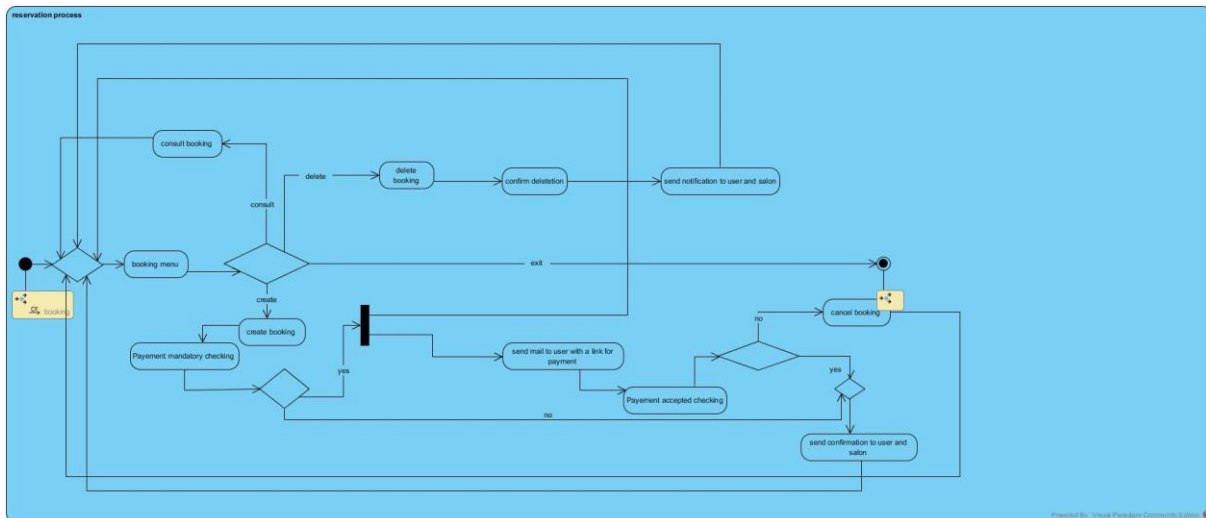 reservation process
consult booking
delete
delete
booking
confirm deletetion
send notification to user and salon
consult
booking menu
exit
booking
create
create booking
cancel booking
no
Payement mandatory checking
send mail to user with a link for
payment
yes
yes
Payement accepted checking
no
send confirmation to user and
salon
Powered By Visual Paradigm Community Edition